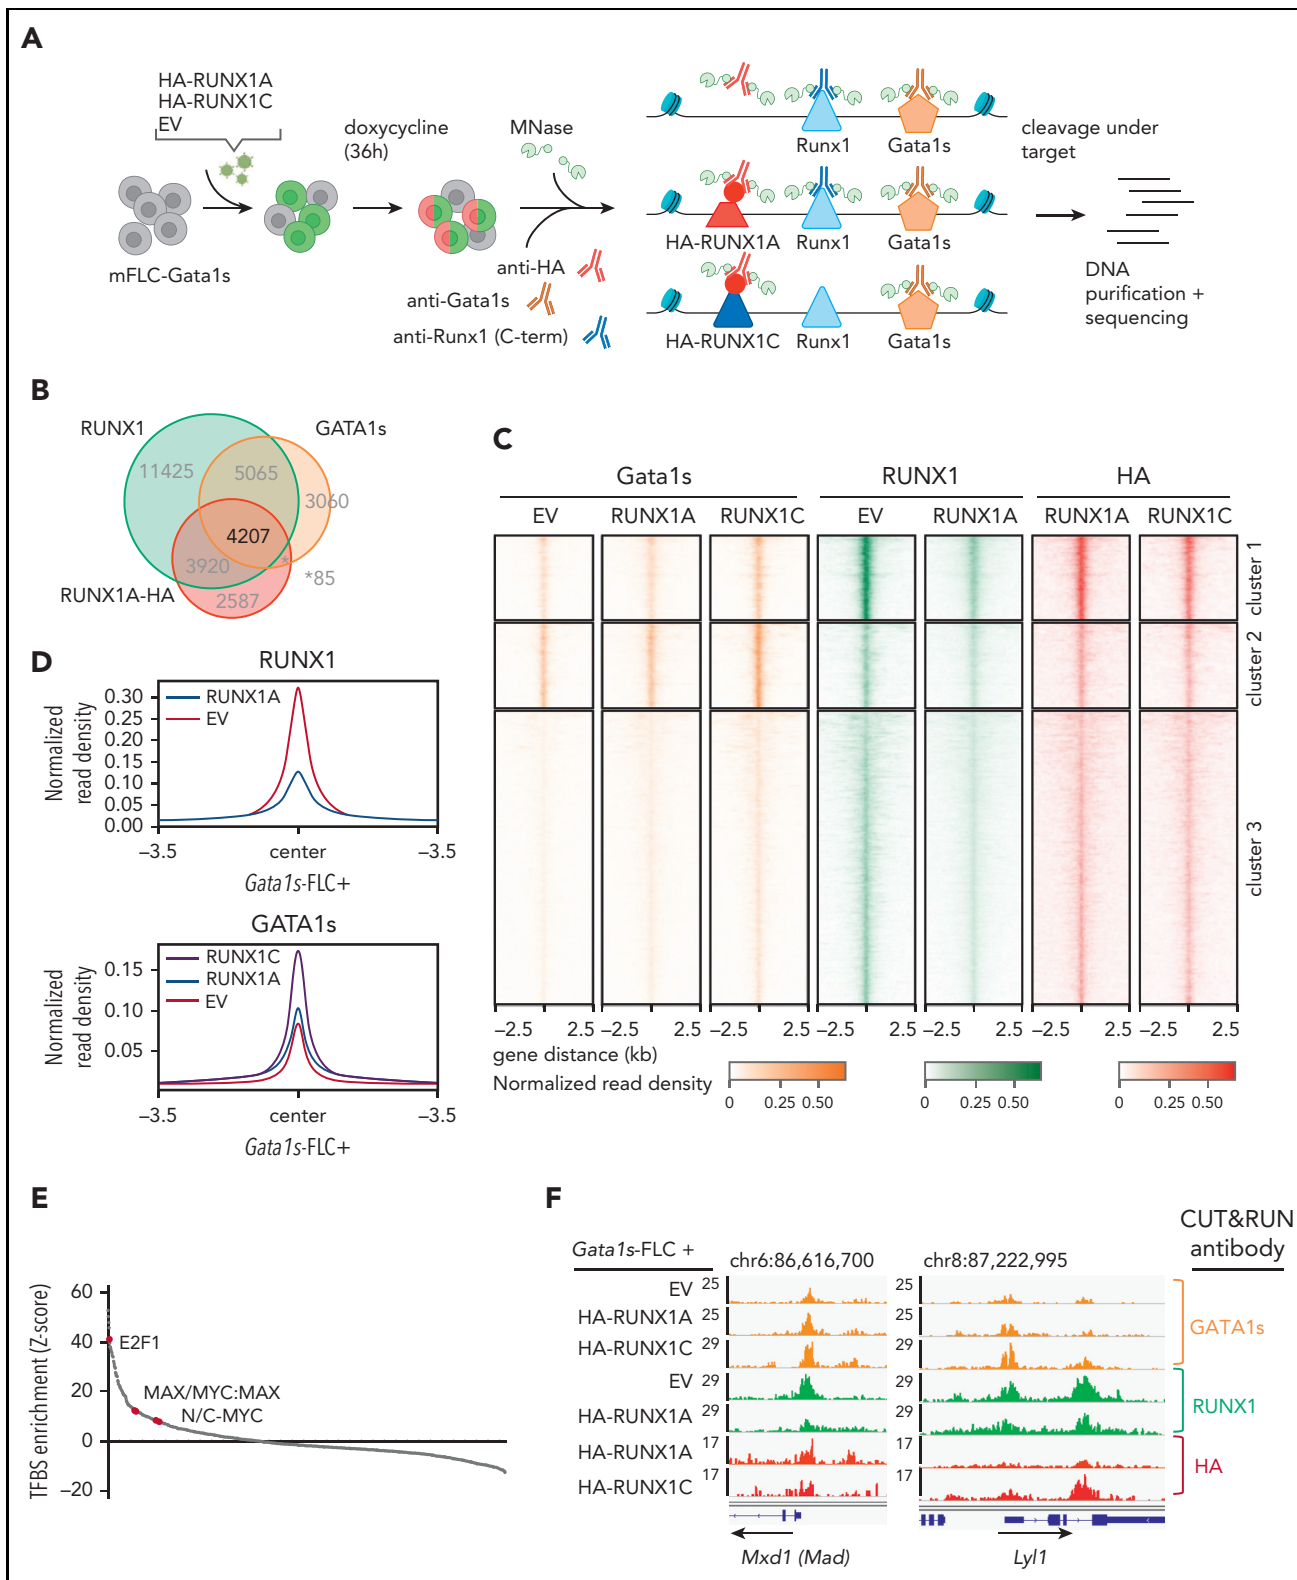 A
HA-RUNX1A
HA-RUNX1C
EV
doxycycline
(36h)
MNase
mFLC-Gata1s
anti-HA
anti-Gata1s
anti-Runx1 (C-term)
Runx1
Gata1s
HA-RUNX1A
Runx1
Gata1s
HA-RUNX1C
Runx1
Gata1s
cleavage under
target
DNA
purification +
sequencing
B
RUNX1
GATA1s
11425
5065
3060
4207
3920
*
*85
RUNX1A-HA
2587
C
Gata1s
RUNX1
HA
EV
RUNX1A
RUNX1C
EV
RUNX1A
RUNX1A
RUNX1C
cluster 1
cluster 2
cluster 3
−2.5
2.5
−2.5
2.5
−2.5
2.5
−2.5
2.5
−2.5
2.5
−2.5
2.5
−2.5
2.5
gene distance (kb)
Normalized read density
0
0.25
0.50
0
0.25
0.50
0
0.25
0.50
D
RUNX1
Normalized
read density
0.30
0.25
0.20
0.15
0.10
0.05
0.00
RUNX1A
EV
−3.5
center
−3.5
Gata1s-FLC+
GATA1s
Normalized
read density
0.15
0.10
0.05
RUNX1C
RUNX1A
EV
−3.5
center
−3.5
Gata1s-FLC+
E
TFBS enrichment (Z-score)
60
40
20
0
−20
E2F1
MAX/MYC:MAX
N/C-MYC
F
Gata1s-FLC +
chr6:86,616,700
chr8:87,222,995
CUT&RUN
antibody
EV
25
25
HA-RUNX1A
25
25
HA-RUNX1C
29
29
EV
29
29
HA-RUNX1A
29
29
HA-RUNX1A
17
17
HA-RUNX1C
17
17
GATA1s
RUNX1
HA
Mxd1 (Mad)
Lyl1